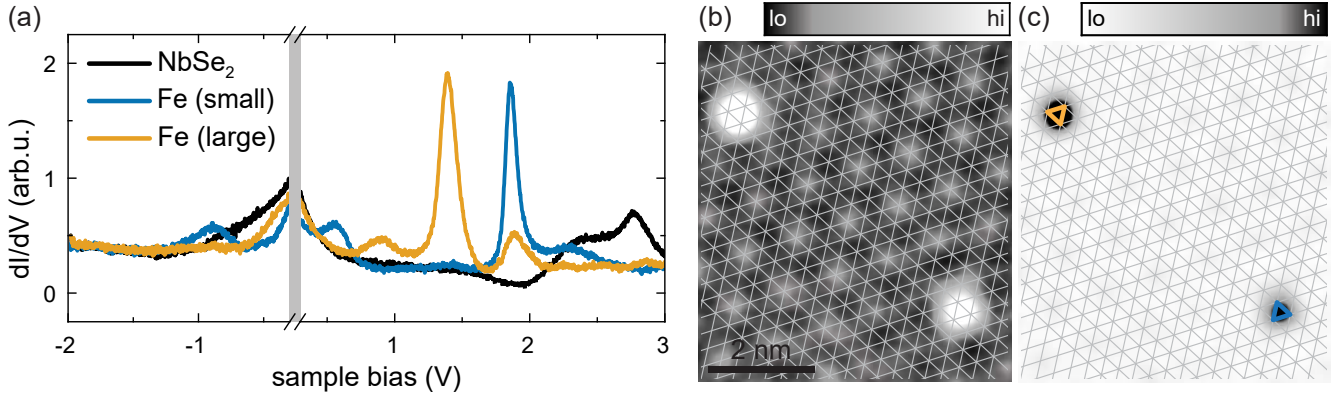 (a)
NbSe₂
Fe (small)
Fe (large)
dI/dV (arb.u.)
2
1
0
-2
-1
1
2
3
sample bias (V)
(b)
lo
hi
2 nm
(c)
lo
hi